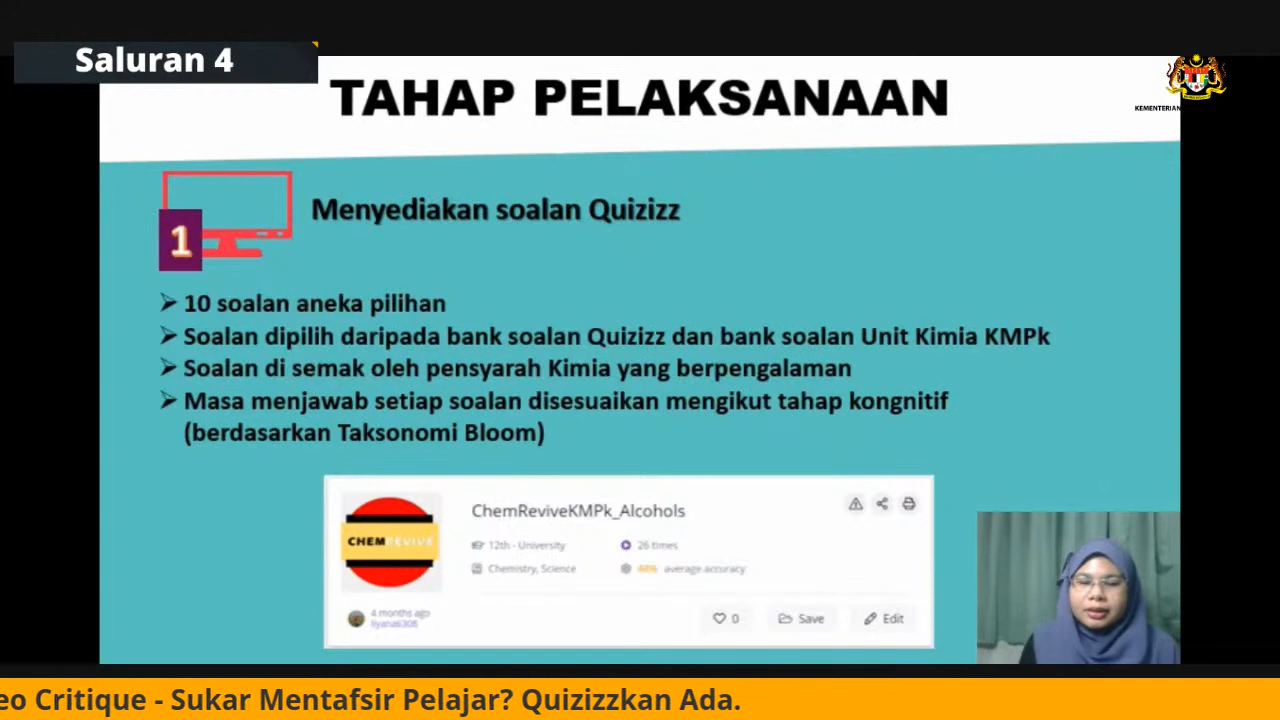 Saluran 4
TAHAP PELAKSANAAN
KEMENTERIAN
1
Menyediakan soalan Quizizz
➢ 10 soalan aneka pilihan
➢ Soalan dipilih daripada bank soalan Quizizz dan bank soalan Unit Kimia KMPk
➢ Soalan di semak oleh pensyarah Kimia yang berpengalaman
➢ Masa menjawab setiap soalan disesuaikan mengikut tahap kongnitif
(berdasarkan Taksonomi Bloom)
CHEMREVIVE
ChemReviveKMPk_Alcohols
12th - University
26 times
Chemistry, Science
average accuracy
4 months ago
0
Save
Edit
eo Critique - Sukar Mentafsir Pelajar? Quizizzkan Ada.